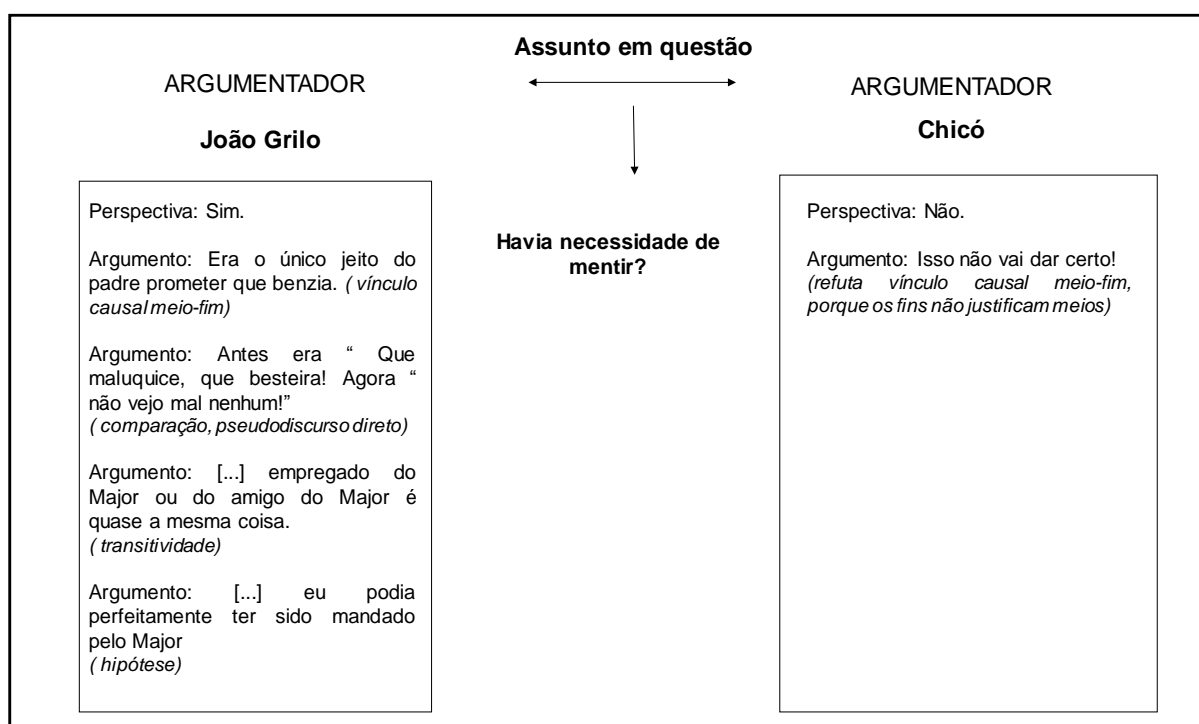 Assunto em questão
ARGUMENTADOR
João Grilo
Perspectiva: Sim.
Argumento: Era o único jeito do
padre prometer que benzia. ( vínculo
causal meio-fim)
Argumento: Antes era “ Que
maluquice, que besteira! Agora “
não vejo mal nenhum!”
( comparação, pseudodiscurso direto)
Argumento: [...] empregado do
Major ou do amigo do Major é
quase a mesma coisa.
( transitividade)
Argumento: [...] eu podia
perfeitamente ter sido mandado
pelo Major
( hipótese)
Havia necessidade de
mentir?
ARGUMENTADOR
Chicó
Perspectiva: Não.
Argumento: Isso não vai dar certo!
(refuta vínculo causal meio-fim,
porque os fins não justificam meios)